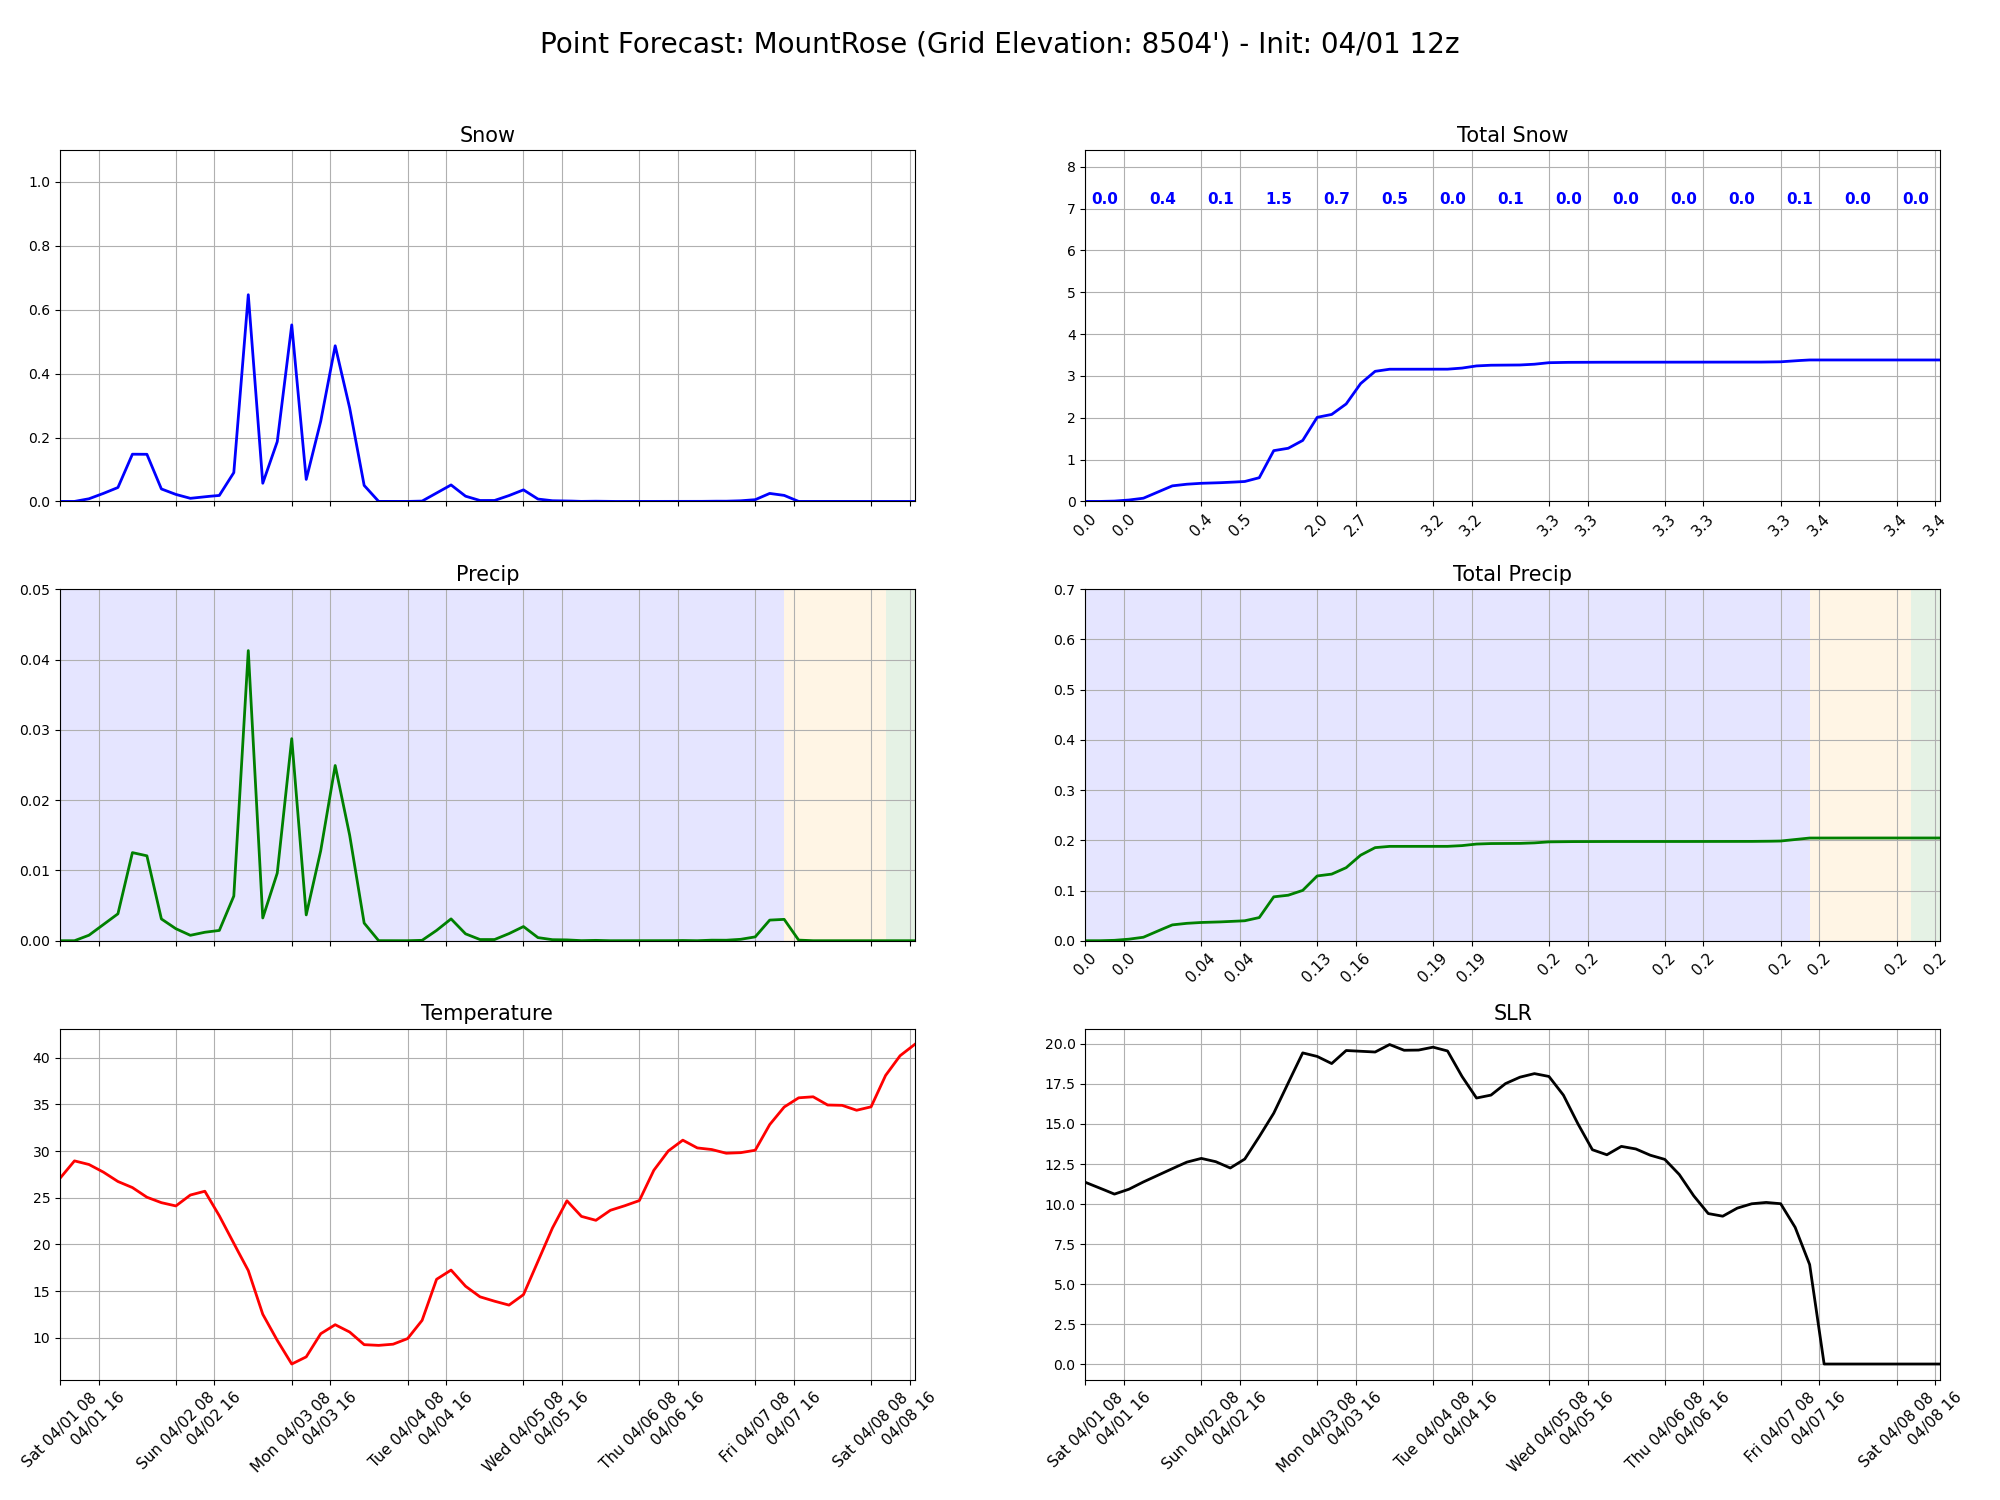 Point Forecast: MountRose (Grid Elevation: 8504') - Init: 04/01 12z
Snow
1.0
0.8
0.6
0.4
0.2
0.0
Total Snow
8
7
6
5
4
3
2
1
0
0.0 0.4 0.1 1.5 0.7 0.5 0.0 0.1 0.0 0.0 0.0 0.0 0.1 0.0 0.0
0.0 0.0 0.4 0.5 2.0 2.7 3.2 3.2 3.3 3.3 3.3 3.3 3.3 3.4 3.4 3.4
Precip
0.05
0.04
0.03
0.02
0.01
0.00
Total Precip
0.7
0.6
0.5
0.4
0.3
0.2
0.1
0.0
0.0 0.0 0.04 0.04 0.13 0.16 0.19 0.19 0.2 0.2 0.2 0.2 0.2 0.2 0.2 0.2
Temperature
40
35
30
25
20
15
10
Sat 04/01 08
04/01 16
Sun 04/02 08
04/02 16
Mon 04/03 08
04/03 16
Tue 04/04 08
04/04 16
Wed 04/05 08
04/05 16
Thu 04/06 08
04/06 16
Fri 04/07 08
04/07 16
Sat 04/08 08
04/08 16
SLR
20.0
17.5
15.0
12.5
10.0
7.5
5.0
2.5
0.0
Sat 04/01 08
04/01 16
Sun 04/02 08
04/02 16
Mon 04/03 08
04/03 16
Tue 04/04 08
04/04 16
Wed 04/05 08
04/05 16
Thu 04/06 08
04/06 16
Fri 04/07 08
04/07 16
Sat 04/08 08
04/08 16